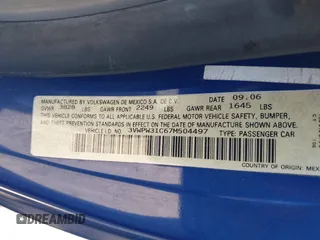 MANUFACTURED
BY VOLKSWAGEN DE MEXICO S.A. DE C.V. DATE 09.06
GVWR 3828 LBS GAWR FRONT 2249 LBS GAWR REAR 1645 LBS
THIS VEHICLE CONFORMS TO ALL APPLICABLE U.S. FEDERAL MOTOR VEHICLE SAFETY, BUMPER,
AND THEFT PREVENTION STANDARDS IN EFFECT ON THE DATE OF MANUFACTURE SHOWN ABOVE.
VEHICLE-I.D.NO.: 3VWPW31C67M504497 TYPE: PASSENGER CAR
COUNTRY OF ORIGIN: MEX
© DREAMBID